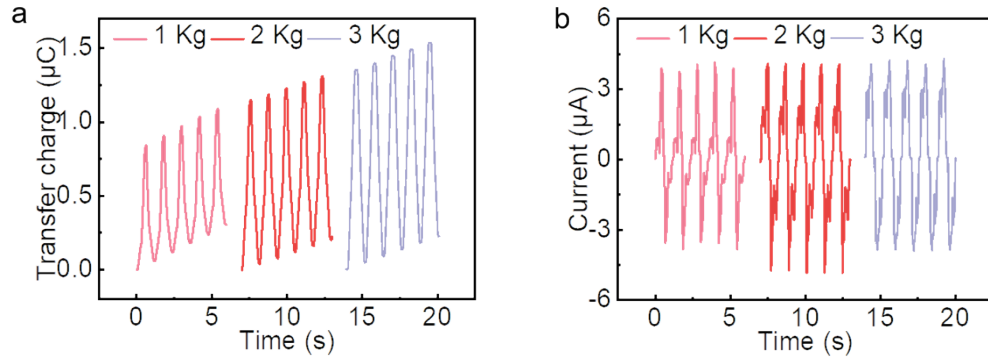 a
1 Kg 2 Kg 3 Kg
Transfer charge (μC)
1.5
1.0
0.5
0.0
0 5 10 15 20
Time (s)
b
1 Kg 2 Kg 3 Kg
Current (μA)
6
3
0
-3
-6
0 5 10 15 20
Time (s)